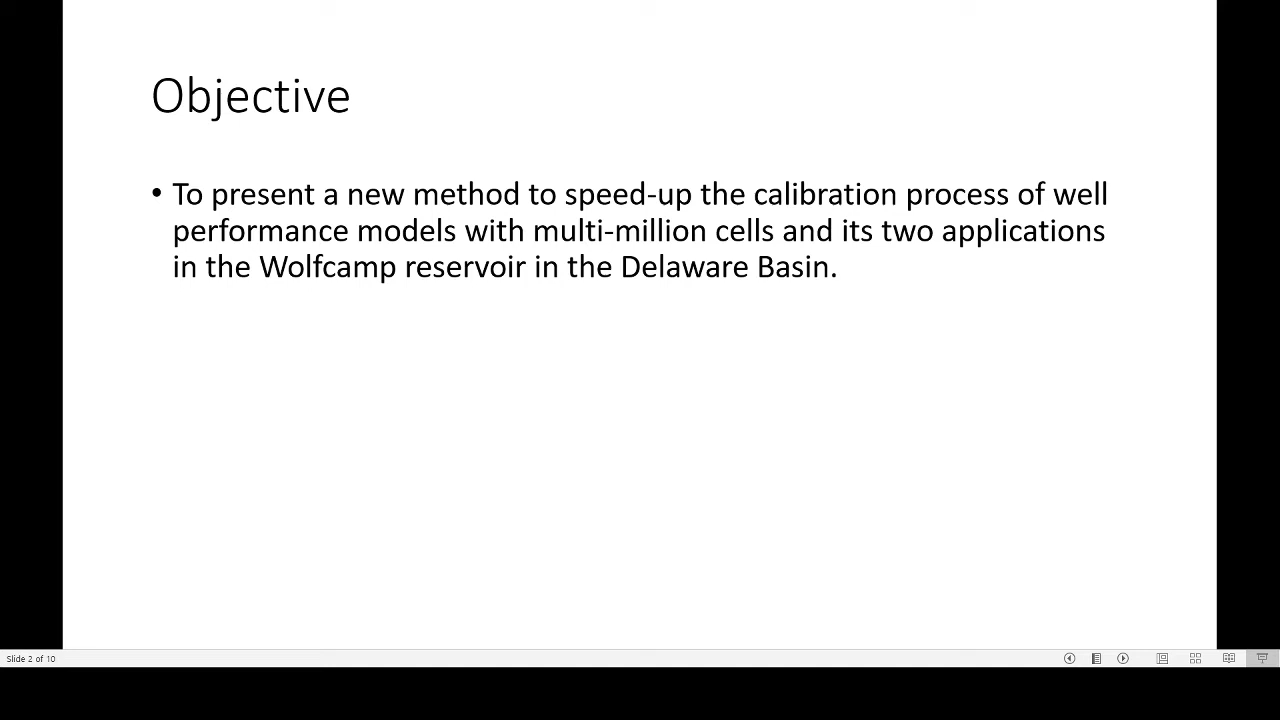 Objective
• To present a new method to speed-up the calibration process of well
performance models with multi-million cells and its two applications
in the Wolfcamp reservoir in the Delaware Basin.
Slide 2 of 10